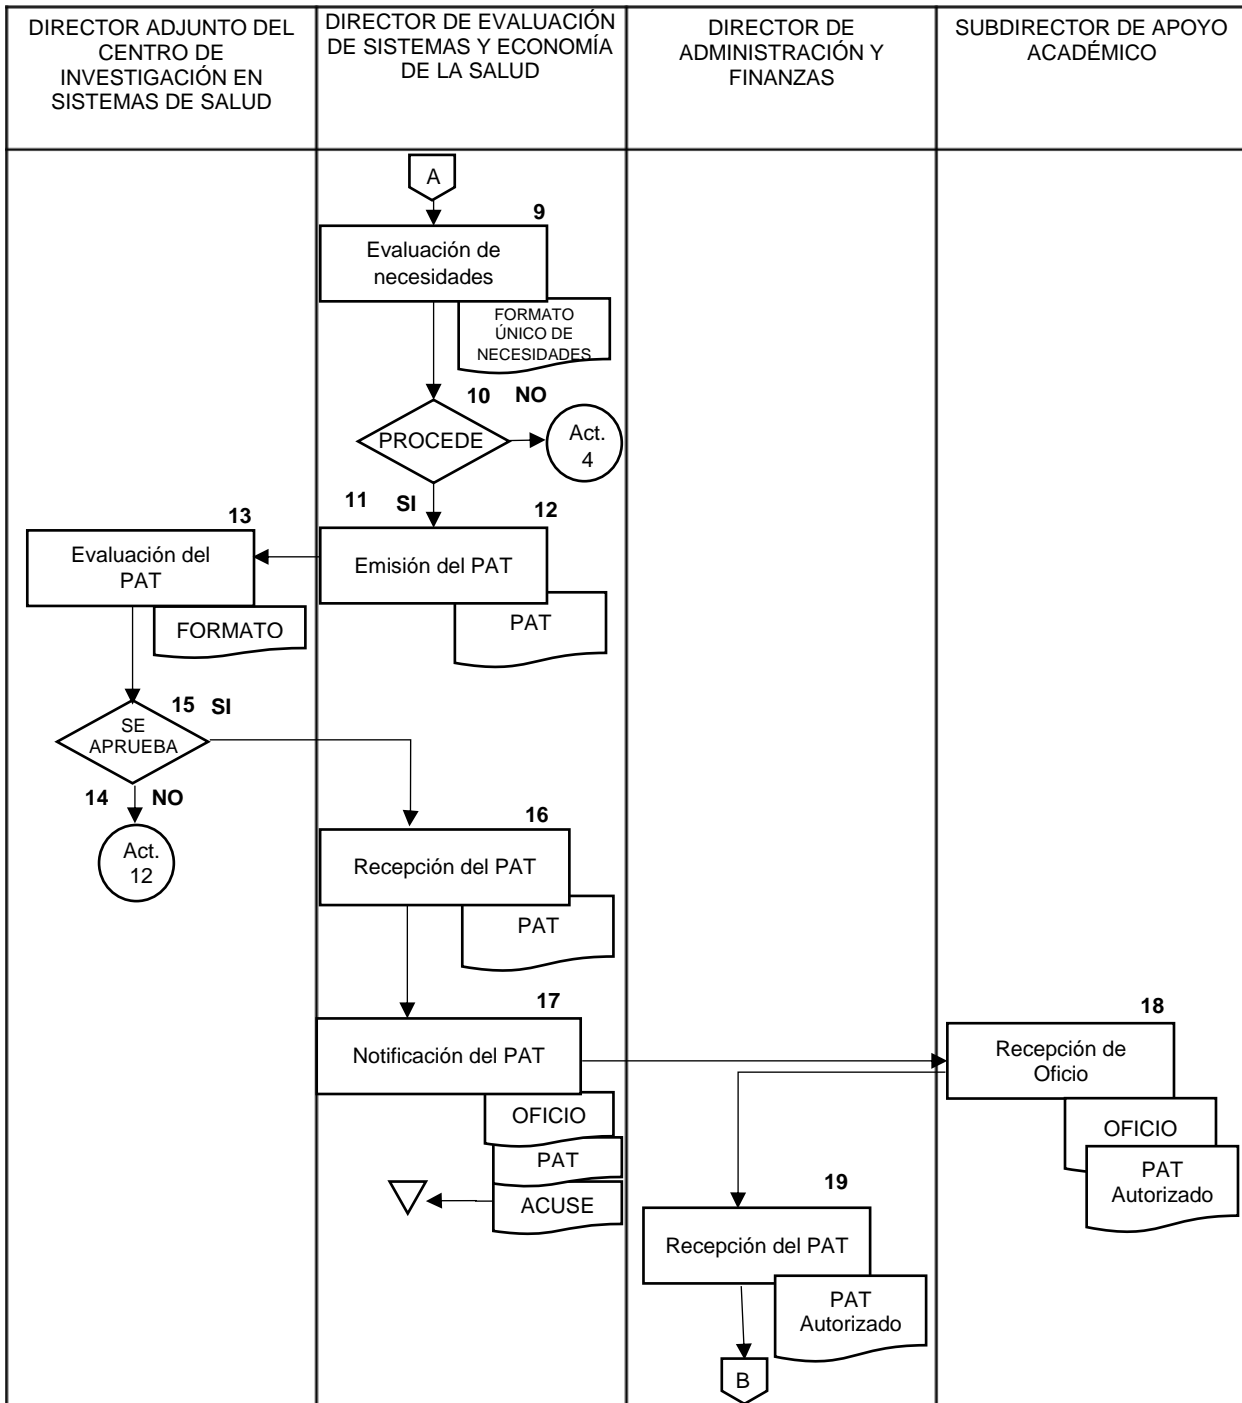 DIRECTOR ADJUNTO DEL
CENTRO DE
INVESTIGACIÓN EN
SISTEMAS DE SALUD
DIRECTOR DE EVALUACIÓN
DE SISTEMAS Y ECONOMÍA
DE LA SALUD
DIRECTOR DE
ADMINISTRACIÓN Y
FINANZAS
SUBDIRECTOR DE APOYO
ACADÉMICO
A
9
Evaluación de
necesidades
FORMATO
ÚNICO DE
NECESIDADES
10 NO
PROCEDE
Act.
4
11 SI
12
Emisión del PAT
PAT
13
Evaluación del
PAT
FORMATO
15 SI
SE
APRUEBA
14 NO
Act.
12
16
Recepción del PAT
PAT
17
Notificación del PAT
OFICIO
PAT
ACUSE
18
Recepción de
Oficio
OFICIO
PAT
Autorizado
19
Recepción del PAT
PAT
Autorizado
B